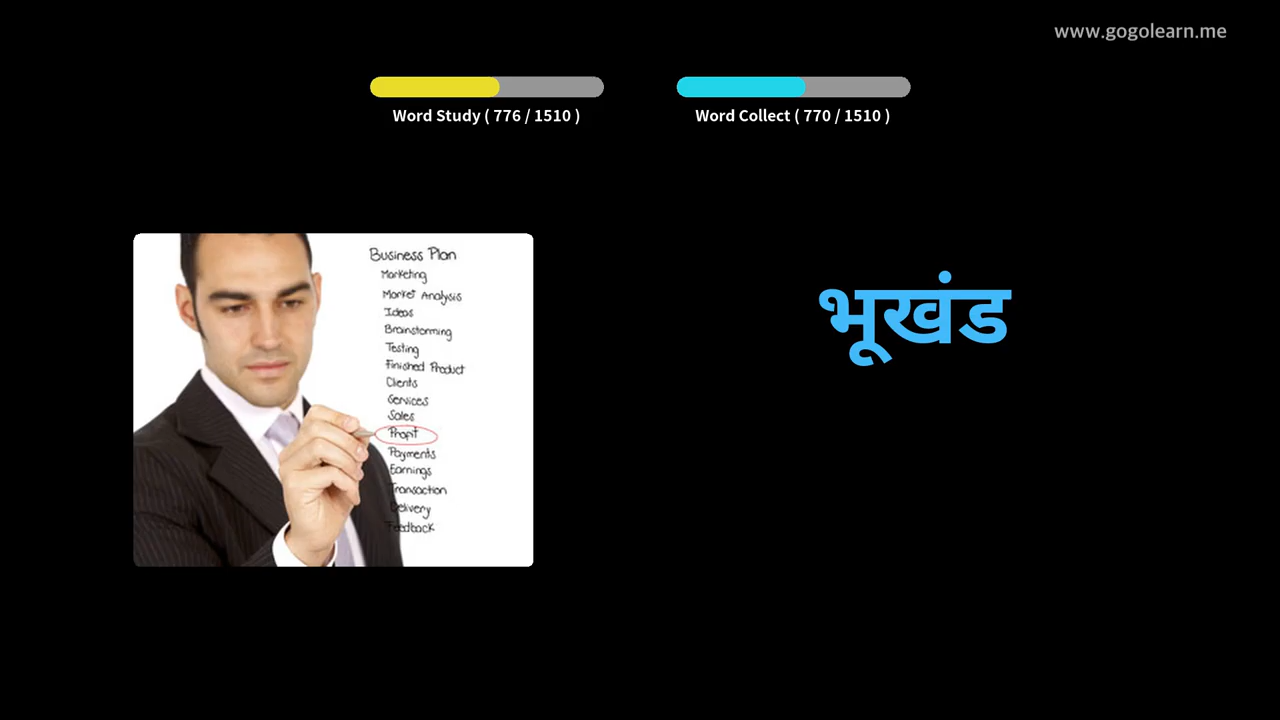 www.gogolearn.me
Word Study ( 776 / 1510 )
Word Collect ( 770 / 1510 )
Business Plan
Marketing
Market Analysis
Ideas
Brainstorming
Testing
Finished Product
Clients
Services
Sales
Profit
Payments
Earnings
Transaction
Delivery
Feedback
भूखंड